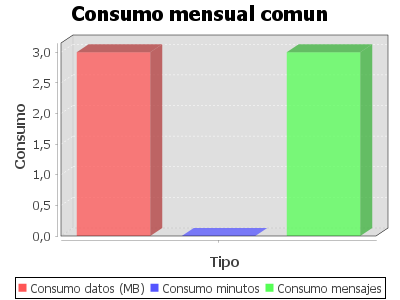 Consumo mensual comun
3,0
2,5
2,0
1,5
1,0
0,5
0,0
Consumo
Tipo
Consumo datos (MB) Consumo minutos Consumo mensajes